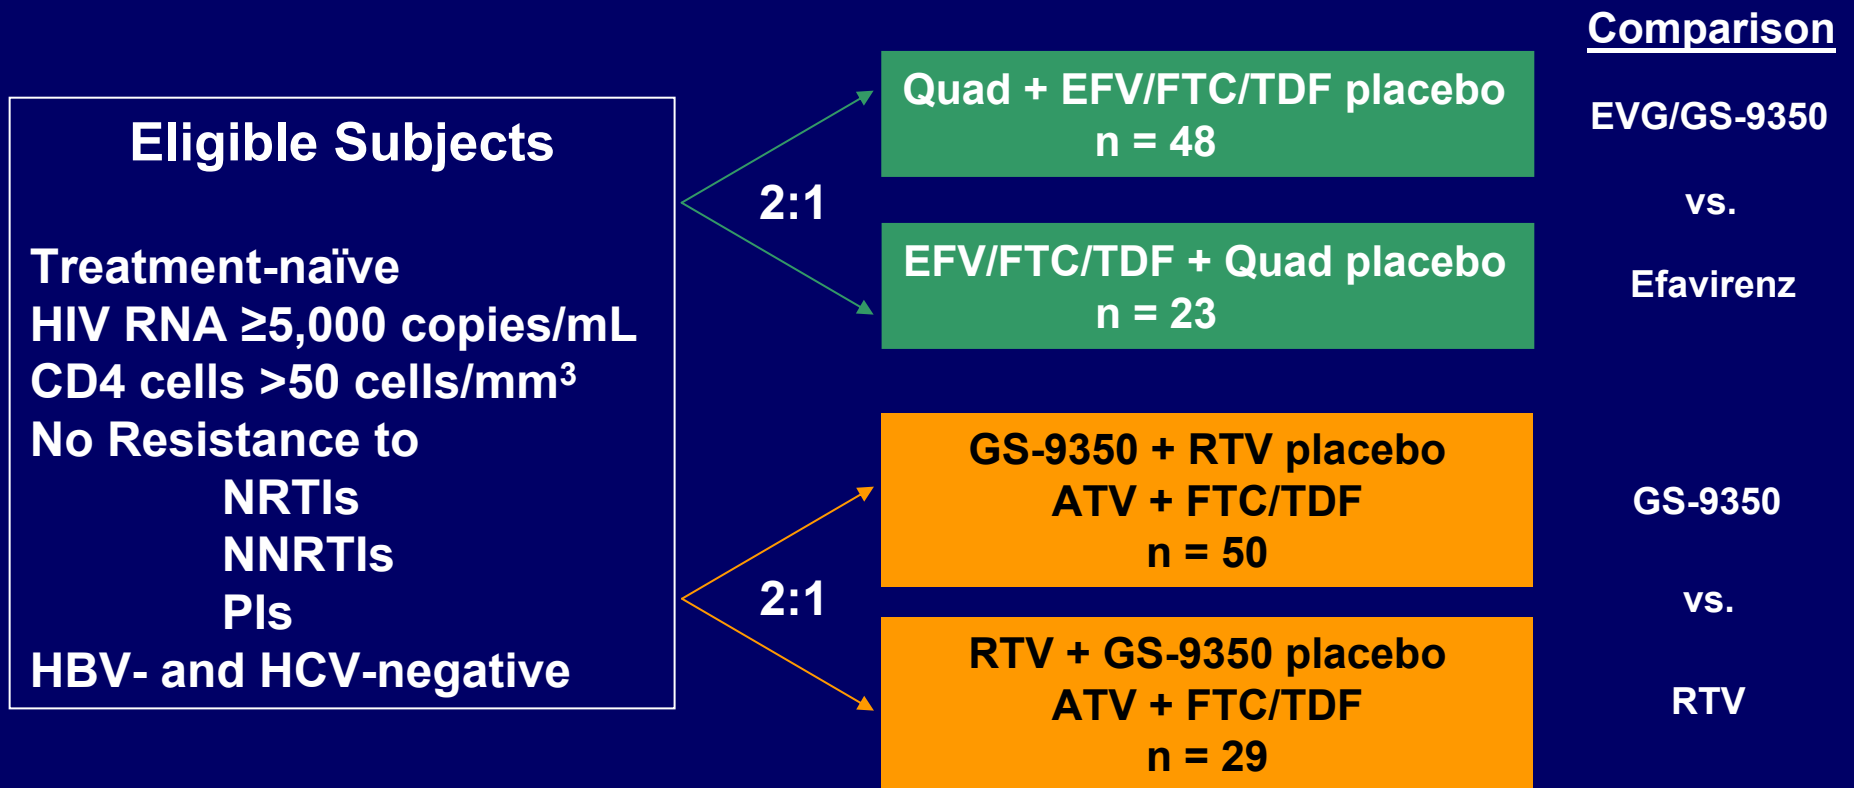 Eligible Subjects
Treatment-naïve
HIV RNA ≥5,000 copies/mL
CD4 cells >50 cells/mm³
No Resistance to
NRTIs
NNRTIs
PIs
HBV- and HCV-negative
2:1
Quad + EFV/FTC/TDF placebo
n = 48
EFV/FTC/TDF + Quad placebo
n = 23
2:1
GS-9350 + RTV placebo
ATV + FTC/TDF
n = 50
RTV + GS-9350 placebo
ATV + FTC/TDF
n = 29
Comparison
EVG/GS-9350
vs.
Efavirenz
GS-9350
vs.
RTV